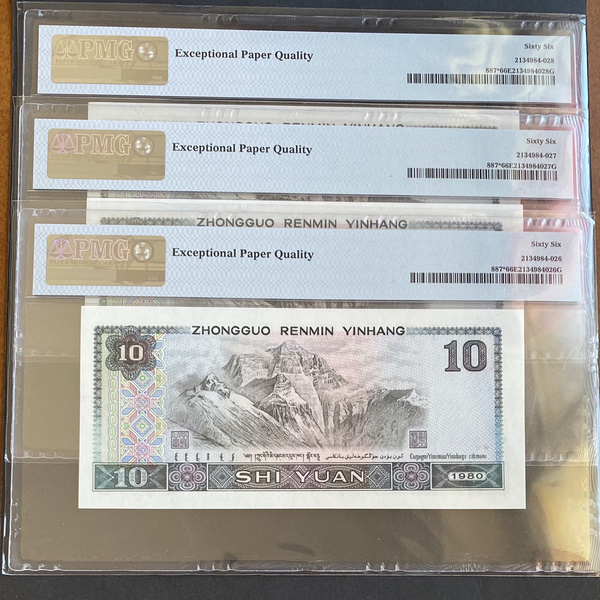 PMG
Exceptional Paper Quality
Sixty Six
2134984-028
887*66E2134984028G
PMG
Exceptional Paper Quality
Sixty Six
2134984-027
887*66E2134984027G
ZHONGGUO RENMIN YINHANG
PMG
Exceptional Paper Quality
Sixty Six
2134984-026
887*66E2134984026G
ZHONGGUO RENMIN YINHANG
10
10
10
SHI YUAN
1980